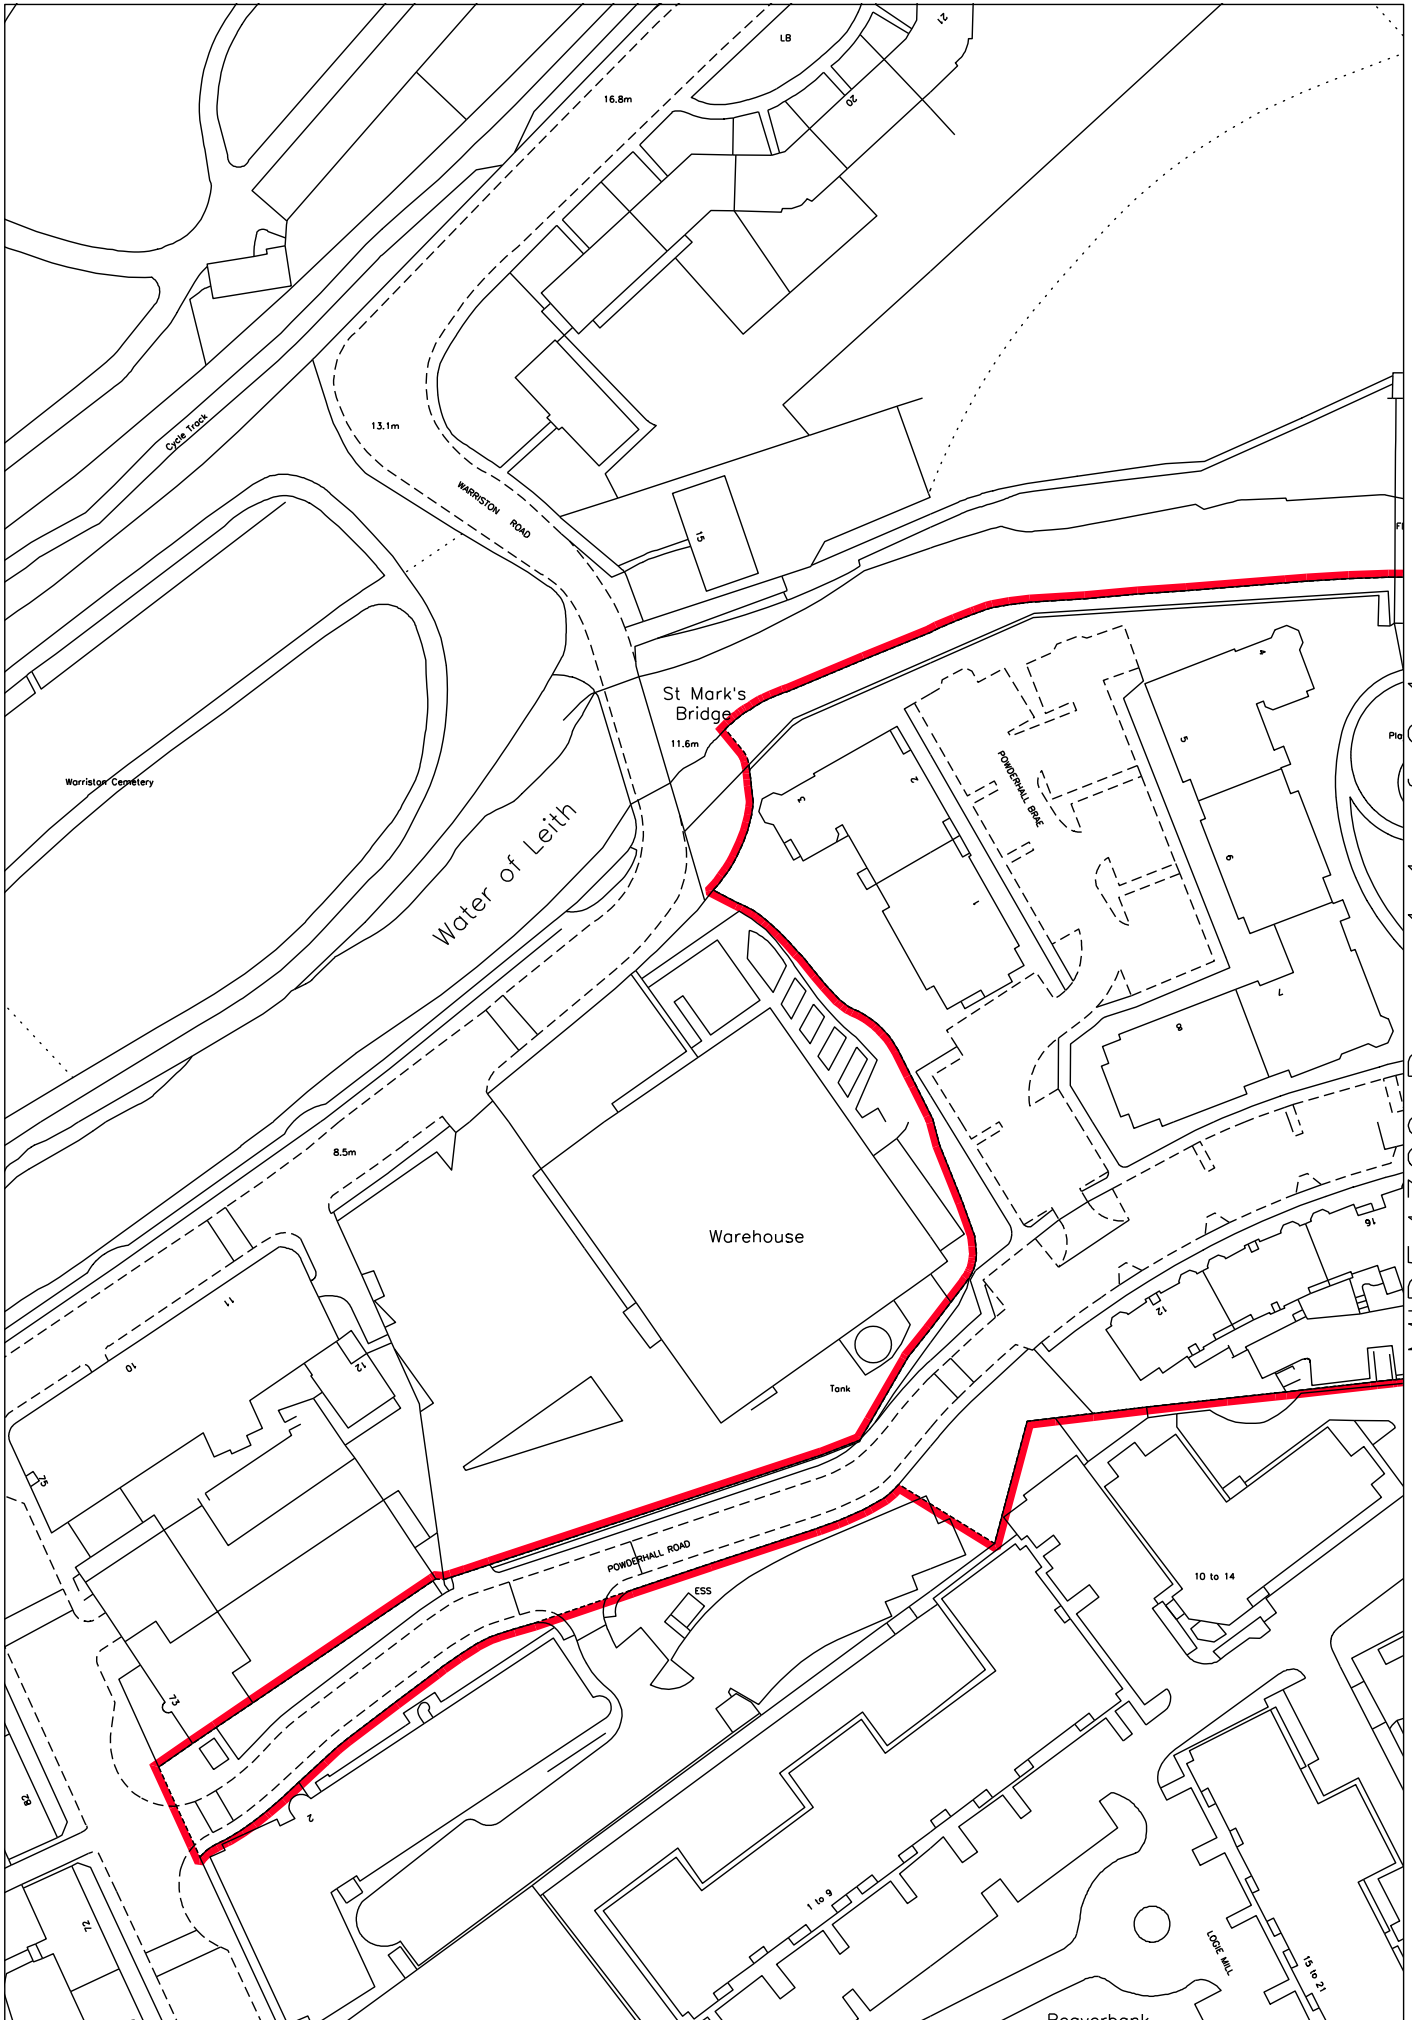 LB
21
20
16.8m
Cycle Track
13.1m
WARRISTON ROAD
15
St Mark's
Bridge
11.6m
4
5
6
7
8
2
3
POWDERHALL BRAE
Warriston Cemetery
Water of Leith
8.5m
Warehouse
Tank
11
10
12
16
12
75
73
POWDERHALL ROAD
ESS
10 to 14
2
82
72
1 to 9
LOGIE MILL
15 to 21